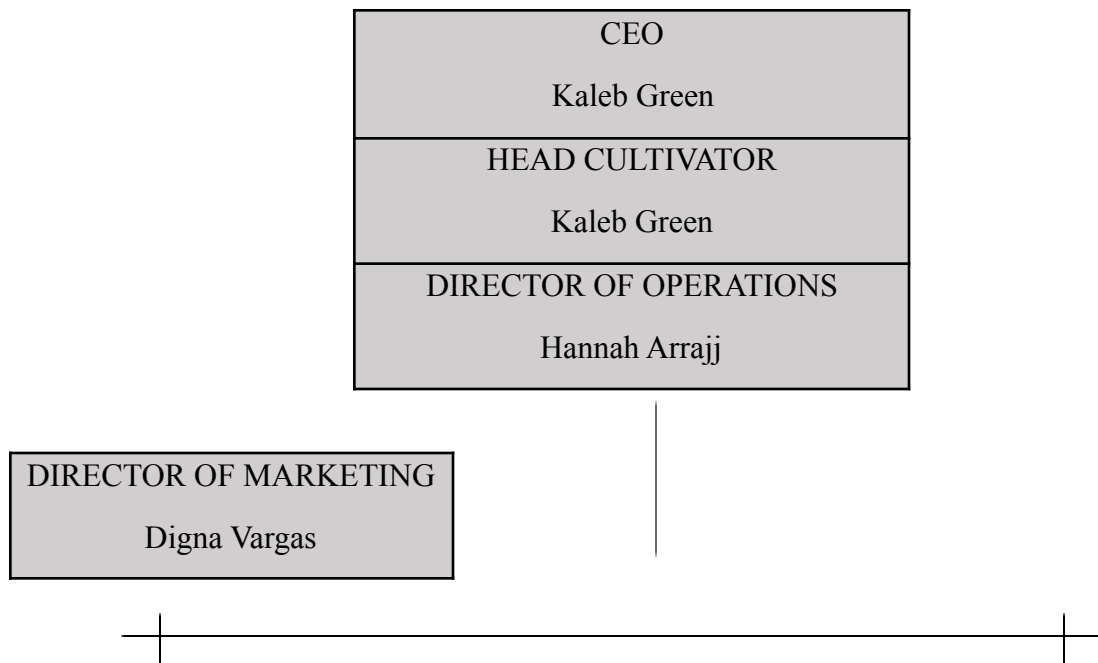 CEO
Kaleb Green
HEAD CULTIVATOR
Kaleb Green
DIRECTOR OF OPERATIONS
Hannah Arrajj
DIRECTOR OF MARKETING
Digna Vargas